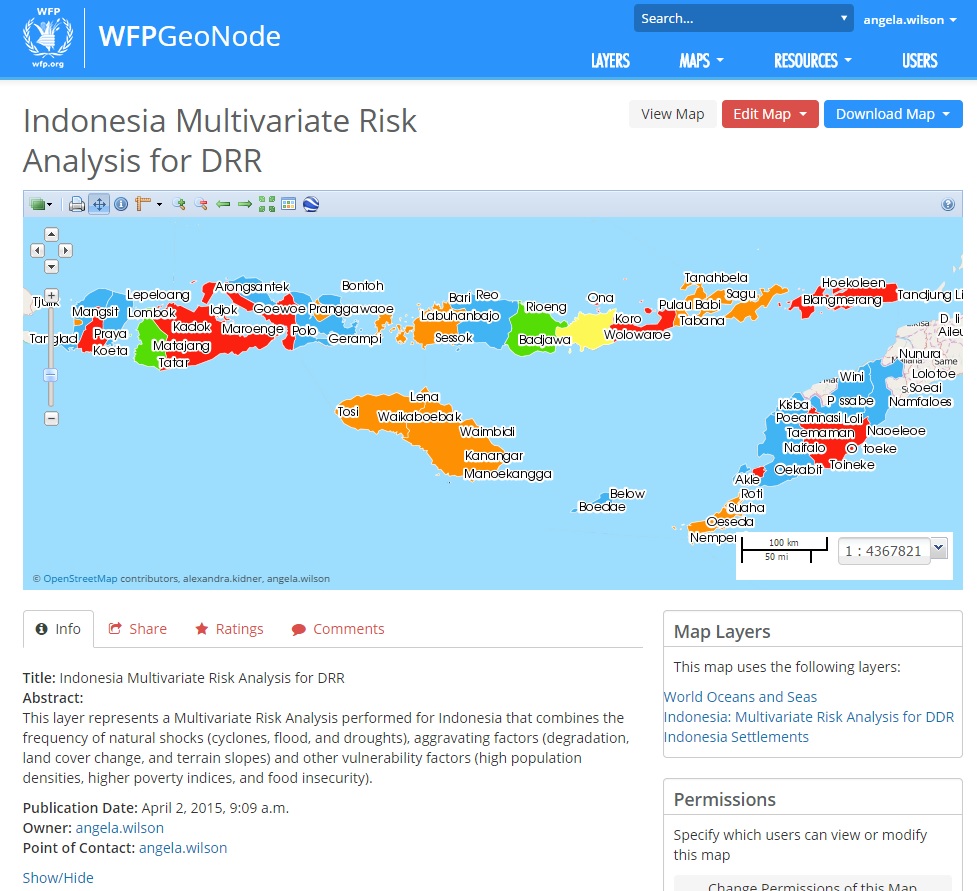 WFP
wfp.org
WFPGeoNode
Search...
angela.wilson
LAYERS
MAPS
RESOURCES
USERS
Indonesia Multivariate Risk
Analysis for DRR
View Map
Edit Map
Download Map
Tanahbela
Hoekoleen
Arongsantek
Bontoh
Lepeloang
Bari
Reo
Ona
Sagu
Tandjung Li
Blangmerang
Mangsit
Lombok
Idjok
Goewoe
Pranggawaoe
Rioeng
Pulau Babi
Labuhanbajo
Koro
Tabana
Praya
Kadok
Maroenge
Polo
Gerampi
Sessok
Badjawa
Wolowaroe
Koeta
Matajang
Tatar
Nunura
Same
Lolotoe
Wini
Soeai
Lena
Kisba
Namfaloes
Tosi
Waikaboebak
Poeamnasi
Loli
Waimbidi
Taemaman
Naoeleoe
Naifalo
toeke
Kanangar
Toineke
Manoekangga
Oekabit
Akle
Below
Roti
Boedae
Suaha
Oeseda
Nemper
100 km
50 mi
1 : 4367821
© OpenStreetMap contributors, alexandra.kidner, angela.wilson
Info
Share
Ratings
Comments
Title: Indonesia Multivariate Risk Analysis for DRR
Abstract:
This layer represents a Multivariate Risk Analysis performed for Indonesia that combines the
frequency of natural shocks (cyclones, flood, and droughts), aggravating factors (degradation,
land cover change, and terrain slopes) and other vulnerability factors (high population
densities, higher poverty indices, and food insecurity).
Publication Date: April 2, 2015, 9:09 a.m.
Owner: angela.wilson
Point of Contact: angela.wilson
Show/Hide
Map Layers
This map uses the following layers:
World Oceans and Seas
Indonesia: Multivariate Risk Analysis for DDR
Indonesia Settlements
Permissions
Specify which users can view or modify
this map
Change Permissions of this Map